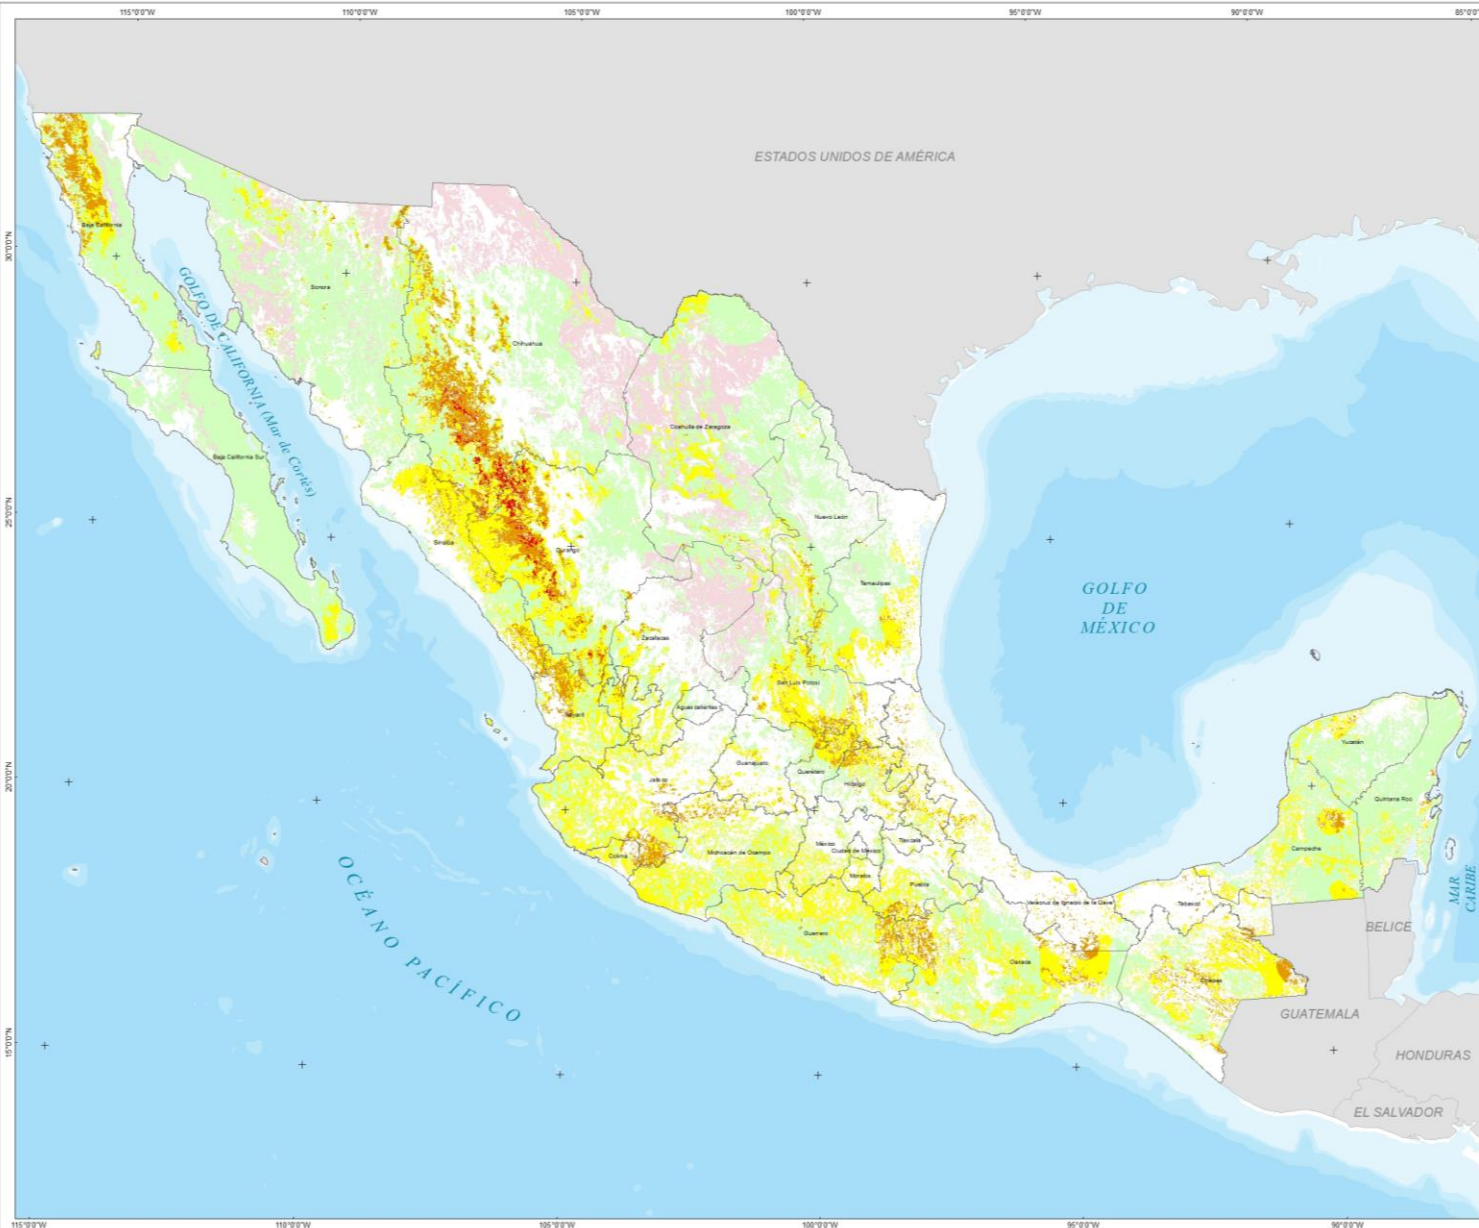 115°0'0"W 110°0'0"W 105°0'0"W 100°0'0"W 95°0'0"W 90°0'0"W
ESTADOS UNIDOS DE AMÉRICA
30°0'0"N
25°0'0"N
20°0'0"N
15°0'0"N
Baja California
Sonora
Chihuahua
GOLFO DE CALIFORNIA (Mar de Cortés)
Coahuila de Zaragoza
Baja California Sur
Nuevo León
Sinaloa
Durango
Tamaulipas
GOLFO
DE
MÉXICO
Zacatecas
San Luis Potosí
Aguascalientes
Nayarit
Yucatán
Guanajuato
Jalisco
Querétaro
Hidalgo
Quintana Roo
México
Tlaxcala
Ciudad de México
Michoacán de Ocampo
Colima
Campeche
Morelos
Puebla
Veracruz de Ignacio de la Llave
Tabasco
MAR
CARIBE
Guerrero
Oaxaca
Chiapas
BELICE
OCÉANO PACÍFICO
GUATEMALA
HONDURAS
EL SALVADOR
115°0'0"W 110°0'0"W 105°0'0"W 100°0'0"W 95°0'0"W 90°0'0"W